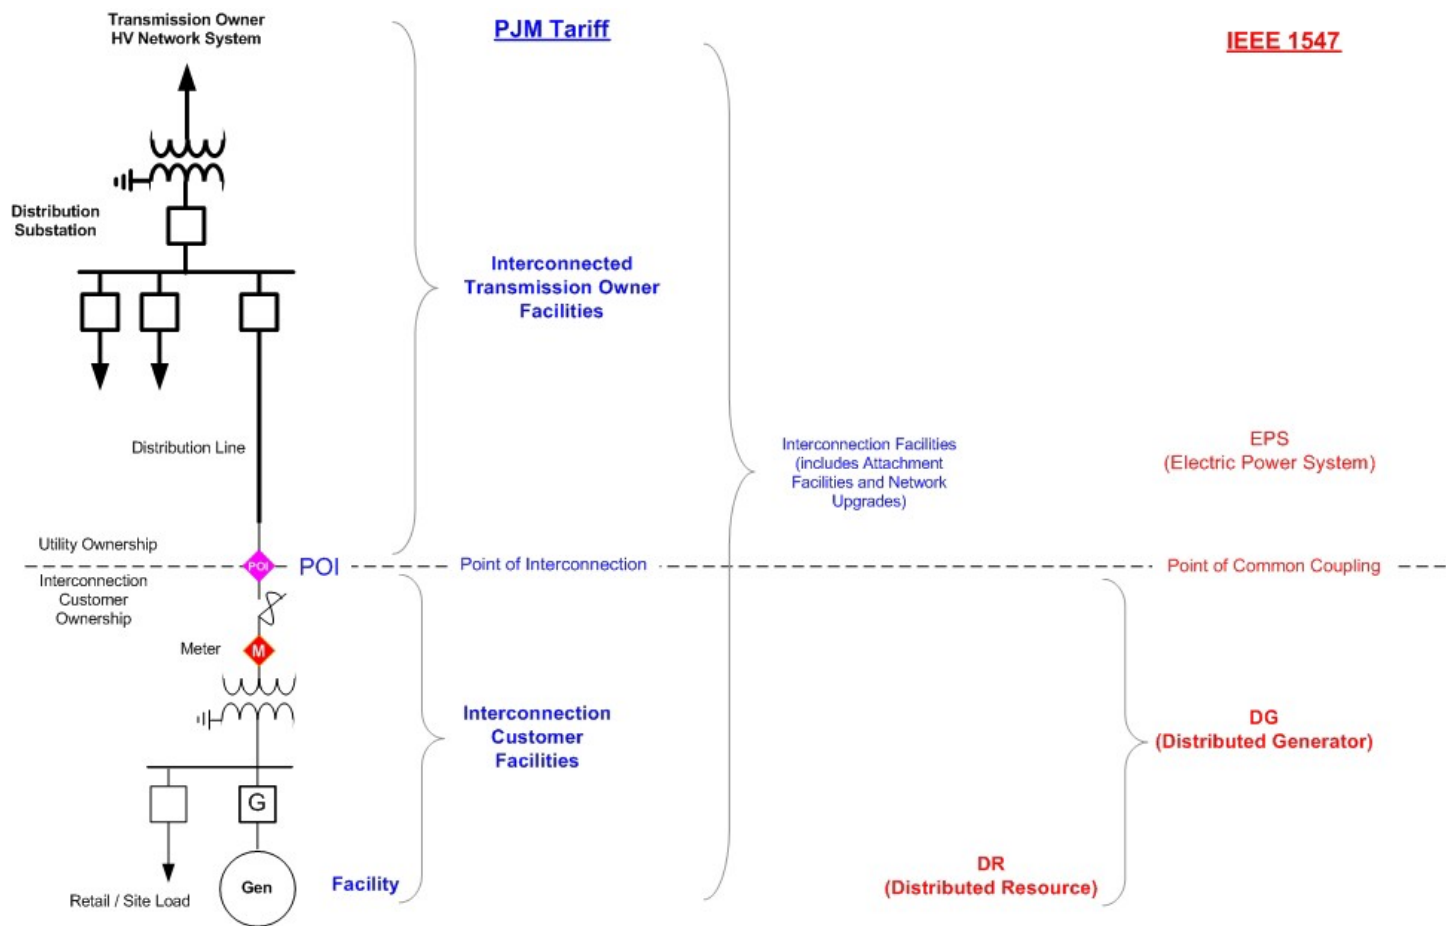 Transmission Owner
HV Network System
PJM Tariff
IEEE 1547
Distribution
Substation
Interconnected
Transmission Owner
Facilities
Distribution Line
Interconnection Facilities
(includes Attachment
Facilities and Network
Upgrades)
EPS
(Electric Power System)
Utility Ownership
POI
POI
Point of Interconnection
Point of Common Coupling
Interconnection
Customer
Ownership
Meter
M
Interconnection
Customer
Facilities
DG
(Distributed Generator)
G
Gen
Facility
DR
(Distributed Resource)
Retail / Site Load